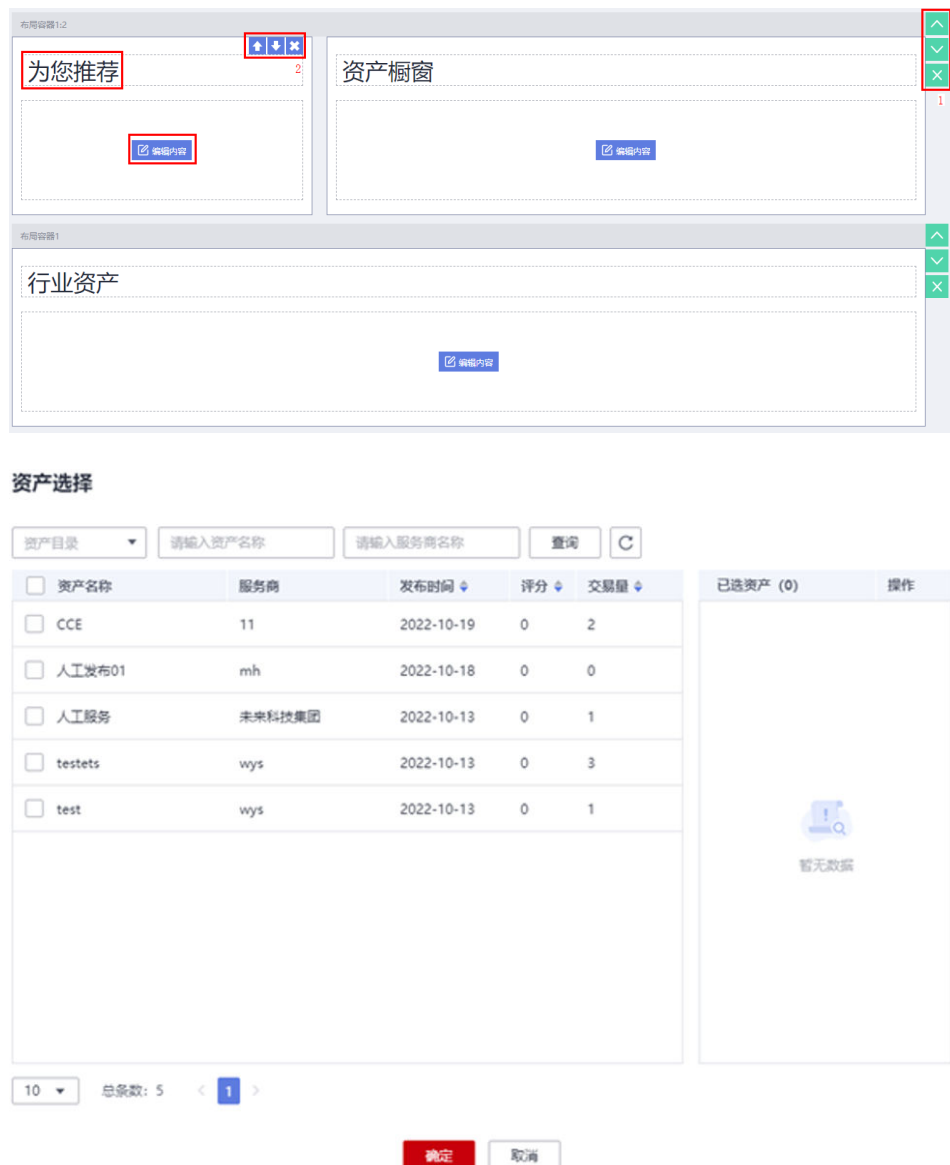 布局容器1:2
为您推荐
2
资产橱窗
1
编辑内容
编辑内容
布局容器1
行业资产
编辑内容
资产选择
资产目录 请输入资产名称 请输入服务商名称 查询
资产名称 服务商 发布时间 评分 交易量 已选资产 (0) 操作
CCE 11 2022-10-19 0 2
人工发布01 mh 2022-10-18 0 0
人工服务 未来科技集团 2022-10-13 0 1
testets wys 2022-10-13 0 3
test wys 2022-10-13 0 1
暂无数据
10 总条数: 5 < 1 >
确定 取消